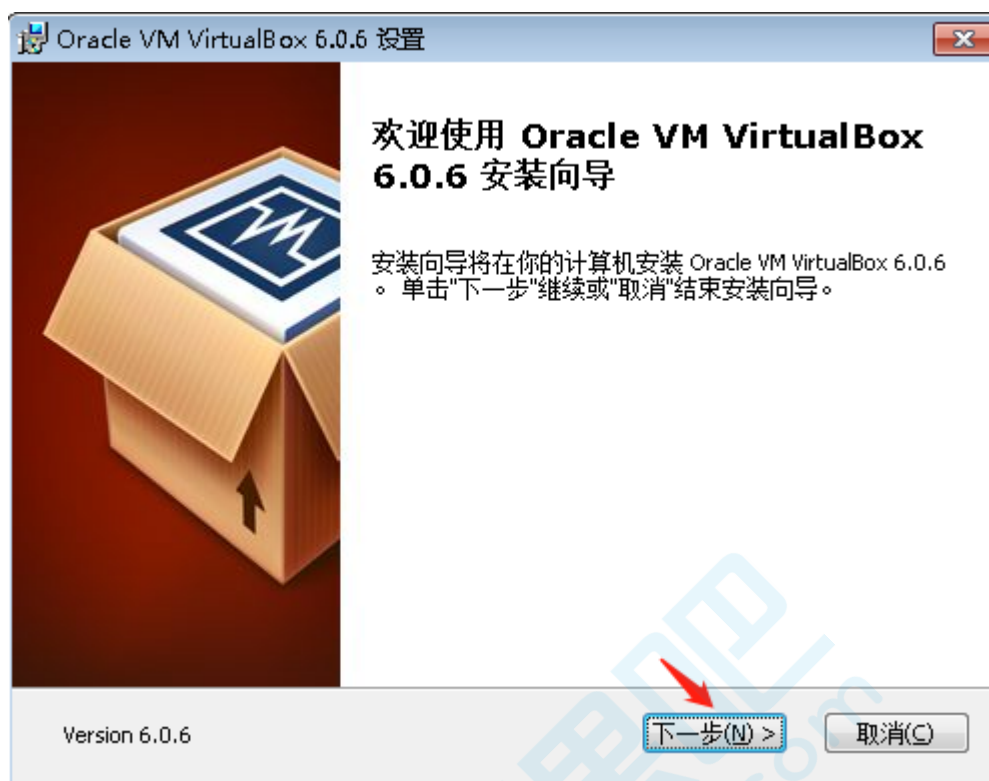 Oracle VM VirtualBox 6.0.6 设置
欢迎使用 Oracle VM VirtualBox
6.0.6 安装向导
安装向导将在你的计算机安装 Oracle VM VirtualBox 6.0.6
。 单击"下一步"继续或"取消"结束安装向导。
Version 6.0.6
下一步(N) >
取消(C)